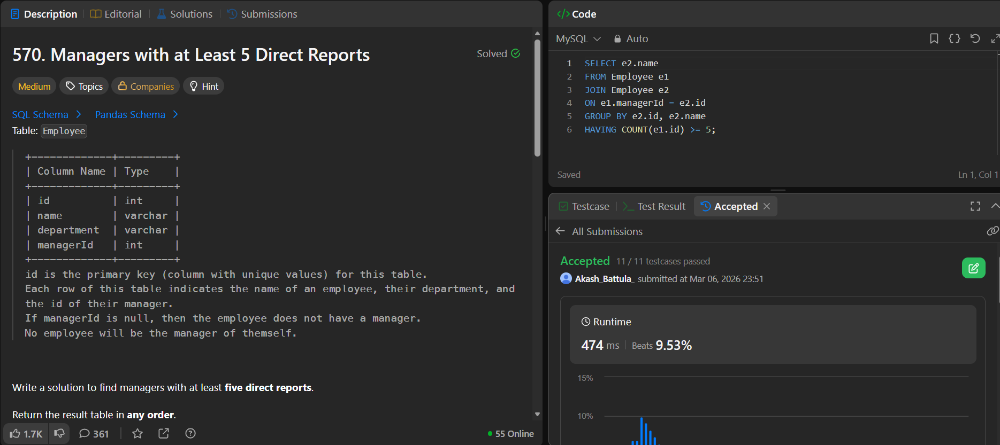 Description
Editorial
Solutions
Submissions
570. Managers with at Least 5 Direct Reports
Solved
Medium
Topics
Companies
Hint
SQL Schema
Pandas Schema
Table: Employee
+-------------+---------+
| Column Name | Type    |
+-------------+---------+
| id          | int     |
| name        | varchar |
| department  | varchar |
| managerId   | int     |
+-------------+---------+
id is the primary key (column with unique values) for this table.
Each row of this table indicates the name of an employee, their department, and
the id of their manager.
If managerId is null, then the employee does not have a manager.
No employee will be the manager of themself.
Write a solution to find managers with at least five direct reports.
Return the result table in any order.
1.7K
361
55 Online
</> Code
MySQL
Auto
1 SELECT e2.name
2 FROM Employee e1
3 JOIN Employee e2
4 ON e1.managerId = e2.id
5 GROUP BY e2.id, e2.name
6 HAVING COUNT(e1.id) >= 5;
Saved
Ln 1, Col 1
Testcase
Test Result
Accepted
All Submissions
Accepted 11 / 11 testcases passed
Akash_Battula_ submitted at Mar 06, 2026 23:51
Runtime
474 ms Beats 9.53%
15%
10%